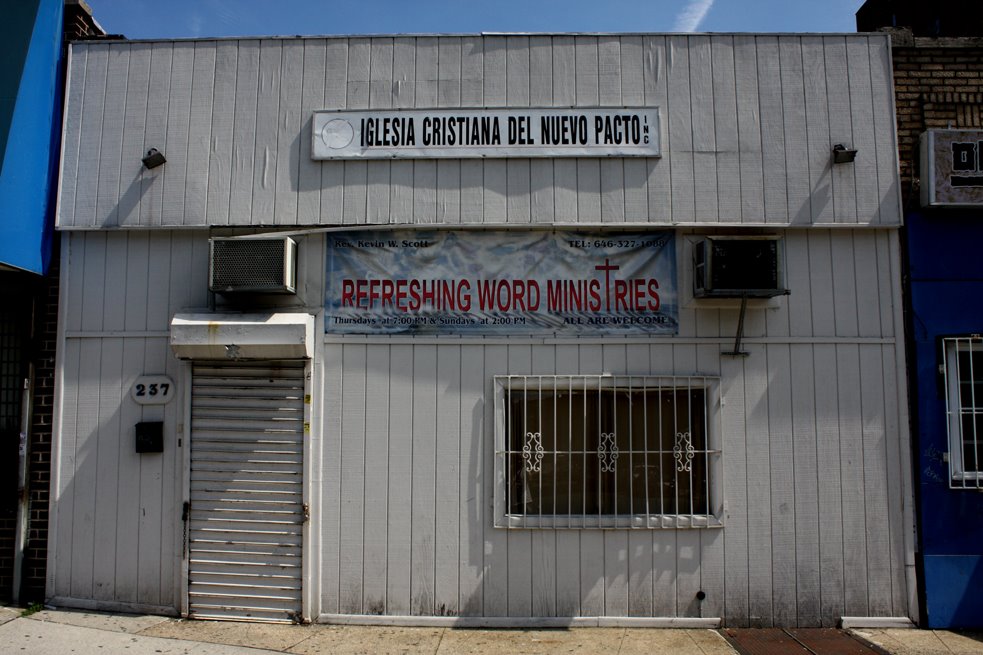 IGLESIA CRISTIANA DEL NUEVO PACTO INC
Rev. Kevin W. Scott TEL: 646-327-1088
REFRESHING WORD MINISTRIES
Thursdays at 7:00 PM & Sundays at 2:00 PM ALL ARE WELCOME
237